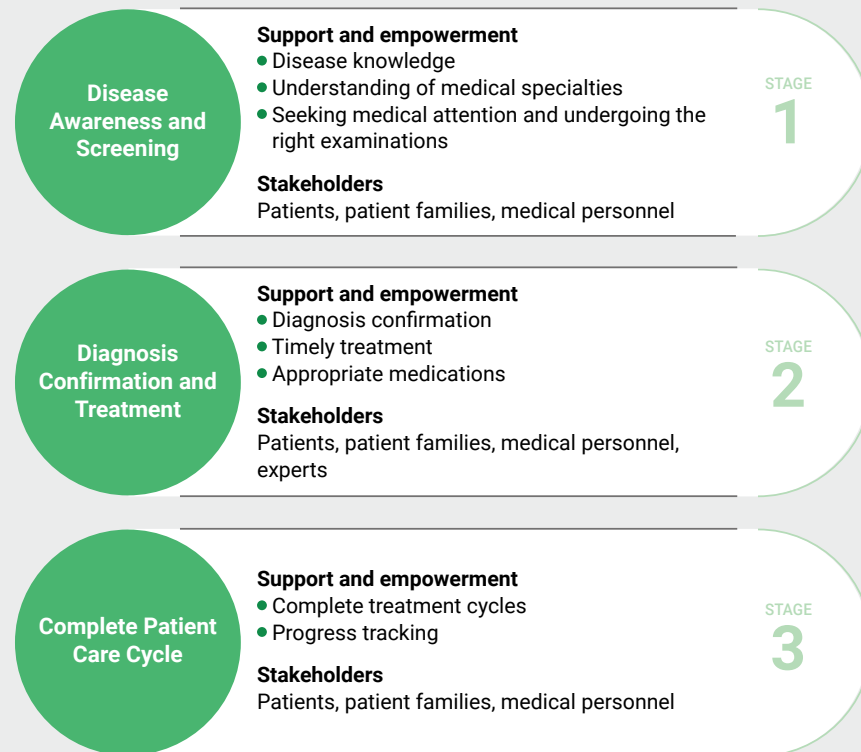 Disease
Awareness and
Screening
Support and empowerment
• Disease knowledge
• Understanding of medical specialties
• Seeking medical attention and undergoing the
right examinations
Stakeholders
Patients, patient families, medical personnel
STAGE
1
Diagnosis
Confirmation and
Treatment
Support and empowerment
• Diagnosis confirmation
• Timely treatment
• Appropriate medications
Stakeholders
Patients, patient families, medical personnel,
experts
STAGE
2
Complete Patient
Care Cycle
Support and empowerment
• Complete treatment cycles
• Progress tracking
Stakeholders
Patients, patient families, medical personnel
STAGE
3